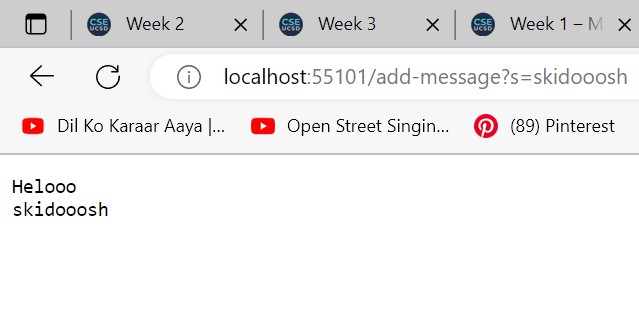 CSE UCSD Week 2
CSE UCSD Week 3
CSE UCSD Week 1 – M
localhost:55101/add-message?s=skidooosh
Dil Ko Karaar Aaya |...
Open Street Singin...
(89) Pinterest
Helooo
skidooosh